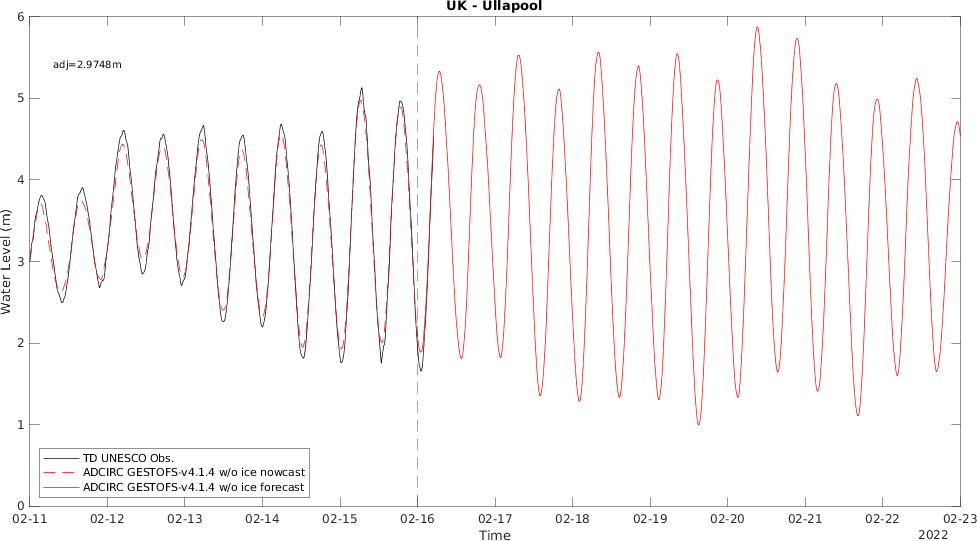 UK - Ullapool
adj=2.9748m
6
5
4
3
2
1
0
Water Level (m)
TD UNESCO Obs.
ADCIRC GESTOFS-v4.1.4 w/o ice nowcast
ADCIRC GESTOFS-v4.1.4 w/o ice forecast
02-11 02-12 02-13 02-14 02-15 02-16 02-17 02-18 02-19 02-20 02-21 02-22 02-23
Time
2022